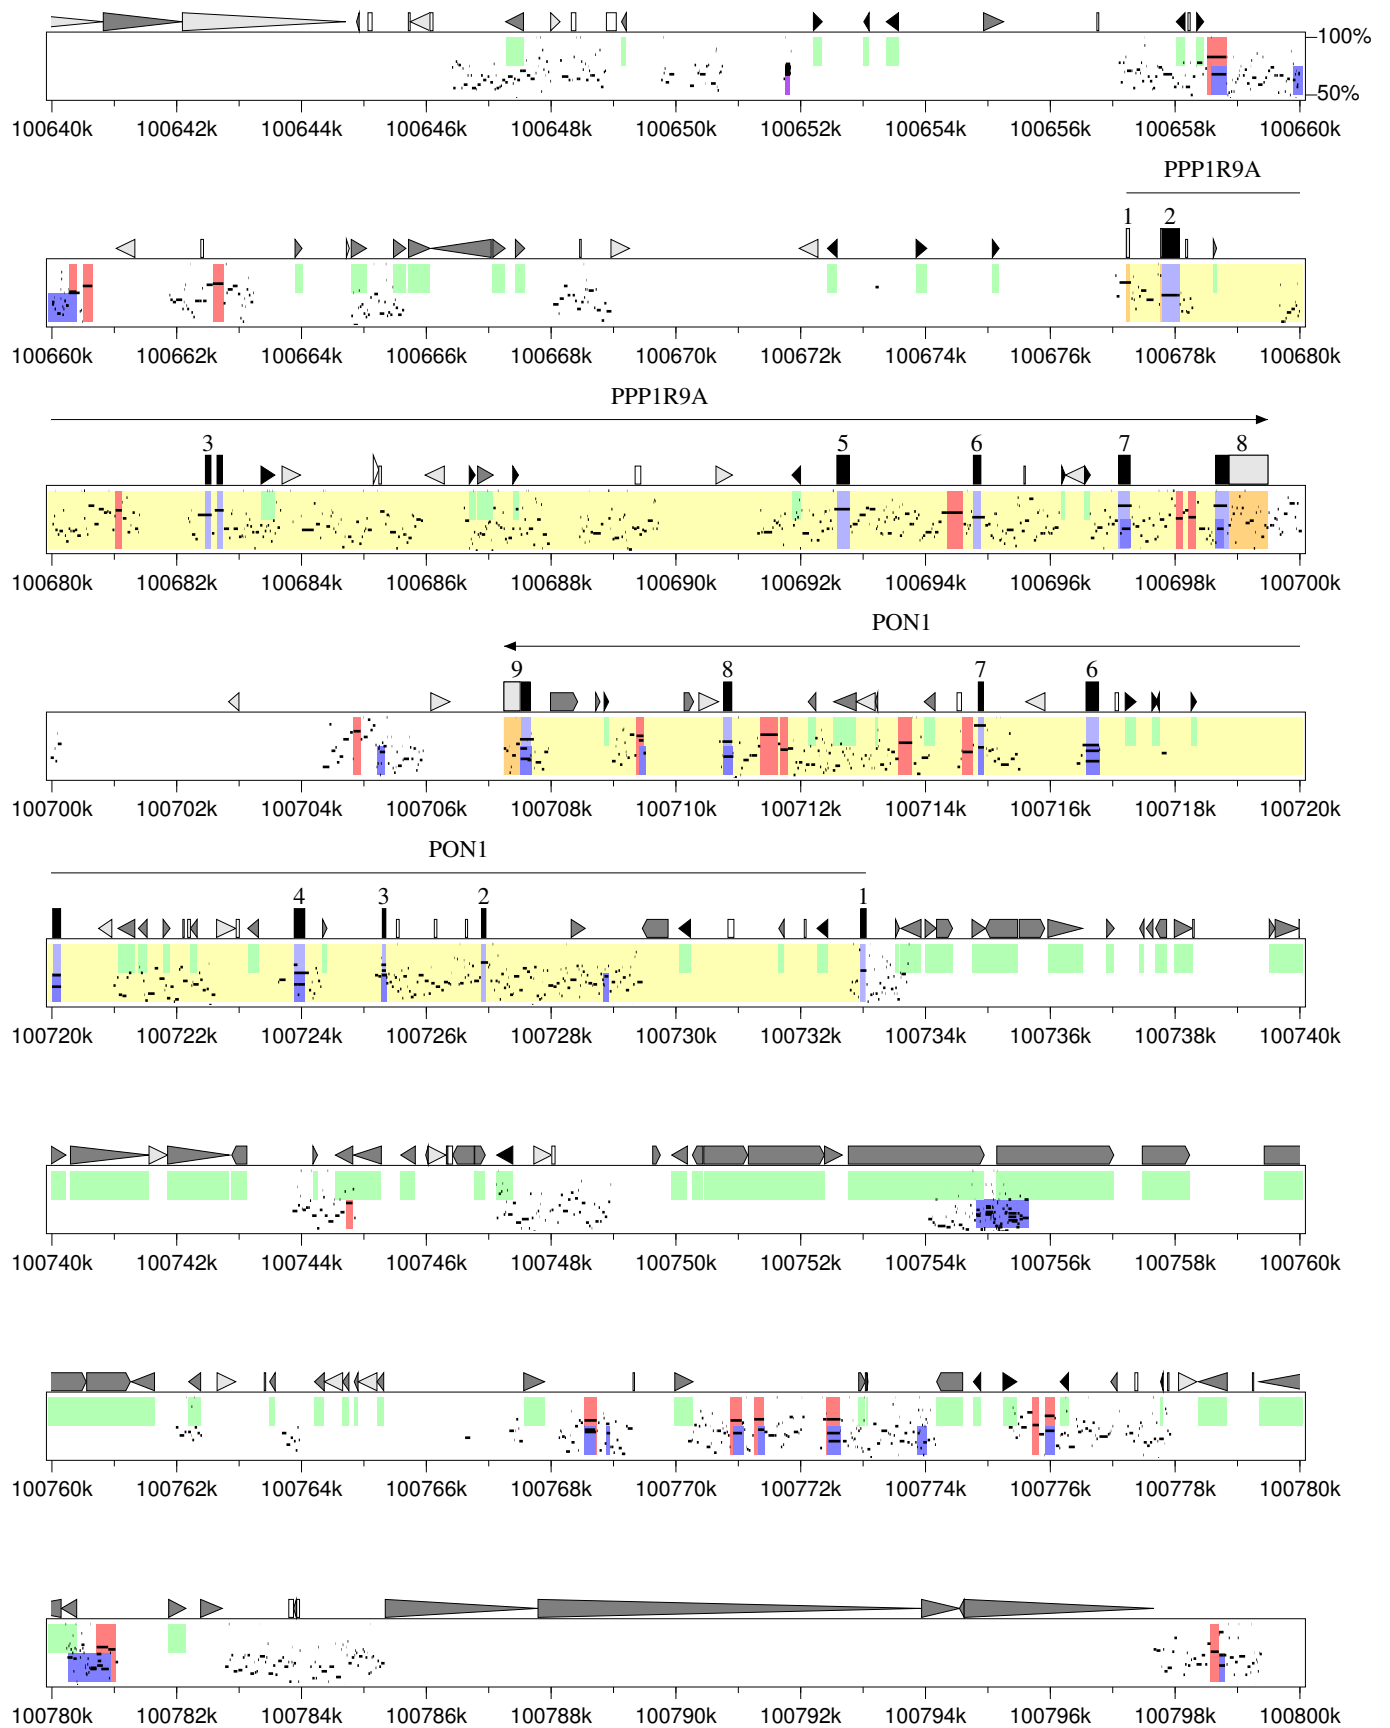 100%
50%
100640k 100642k 100644k 100646k 100648k 100650k 100652k 100654k 100656k 100658k 100660k
PPP1R9A
1 2
100660k 100662k 100664k 100666k 100668k 100670k 100672k 100674k 100676k 100678k 100680k
PPP1R9A
3 5 6 7 8
100680k 100682k 100684k 100686k 100688k 100690k 100692k 100694k 100696k 100698k 100700k
PON1
9 8 7 6
100700k 100702k 100704k 100706k 100708k 100710k 100712k 100714k 100716k 100718k 100720k
PON1
4 3 2 1
100720k 100722k 100724k 100726k 100728k 100730k 100732k 100734k 100736k 100738k 100740k
100740k 100742k 100744k 100746k 100748k 100750k 100752k 100754k 100756k 100758k 100760k
100760k 100762k 100764k 100766k 100768k 100770k 100772k 100774k 100776k 100778k 100780k
100780k 100782k 100784k 100786k 100788k 100790k 100792k 100794k 100796k 100798k 100800k